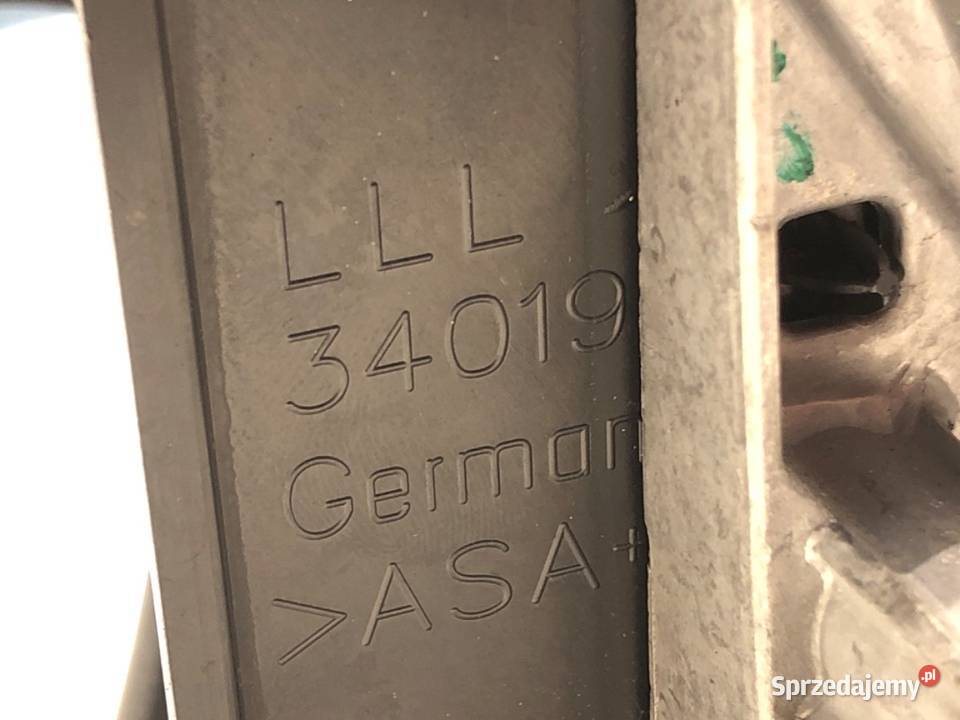 LLL
34019
German
>ASA+
Sprzedajemy.pl